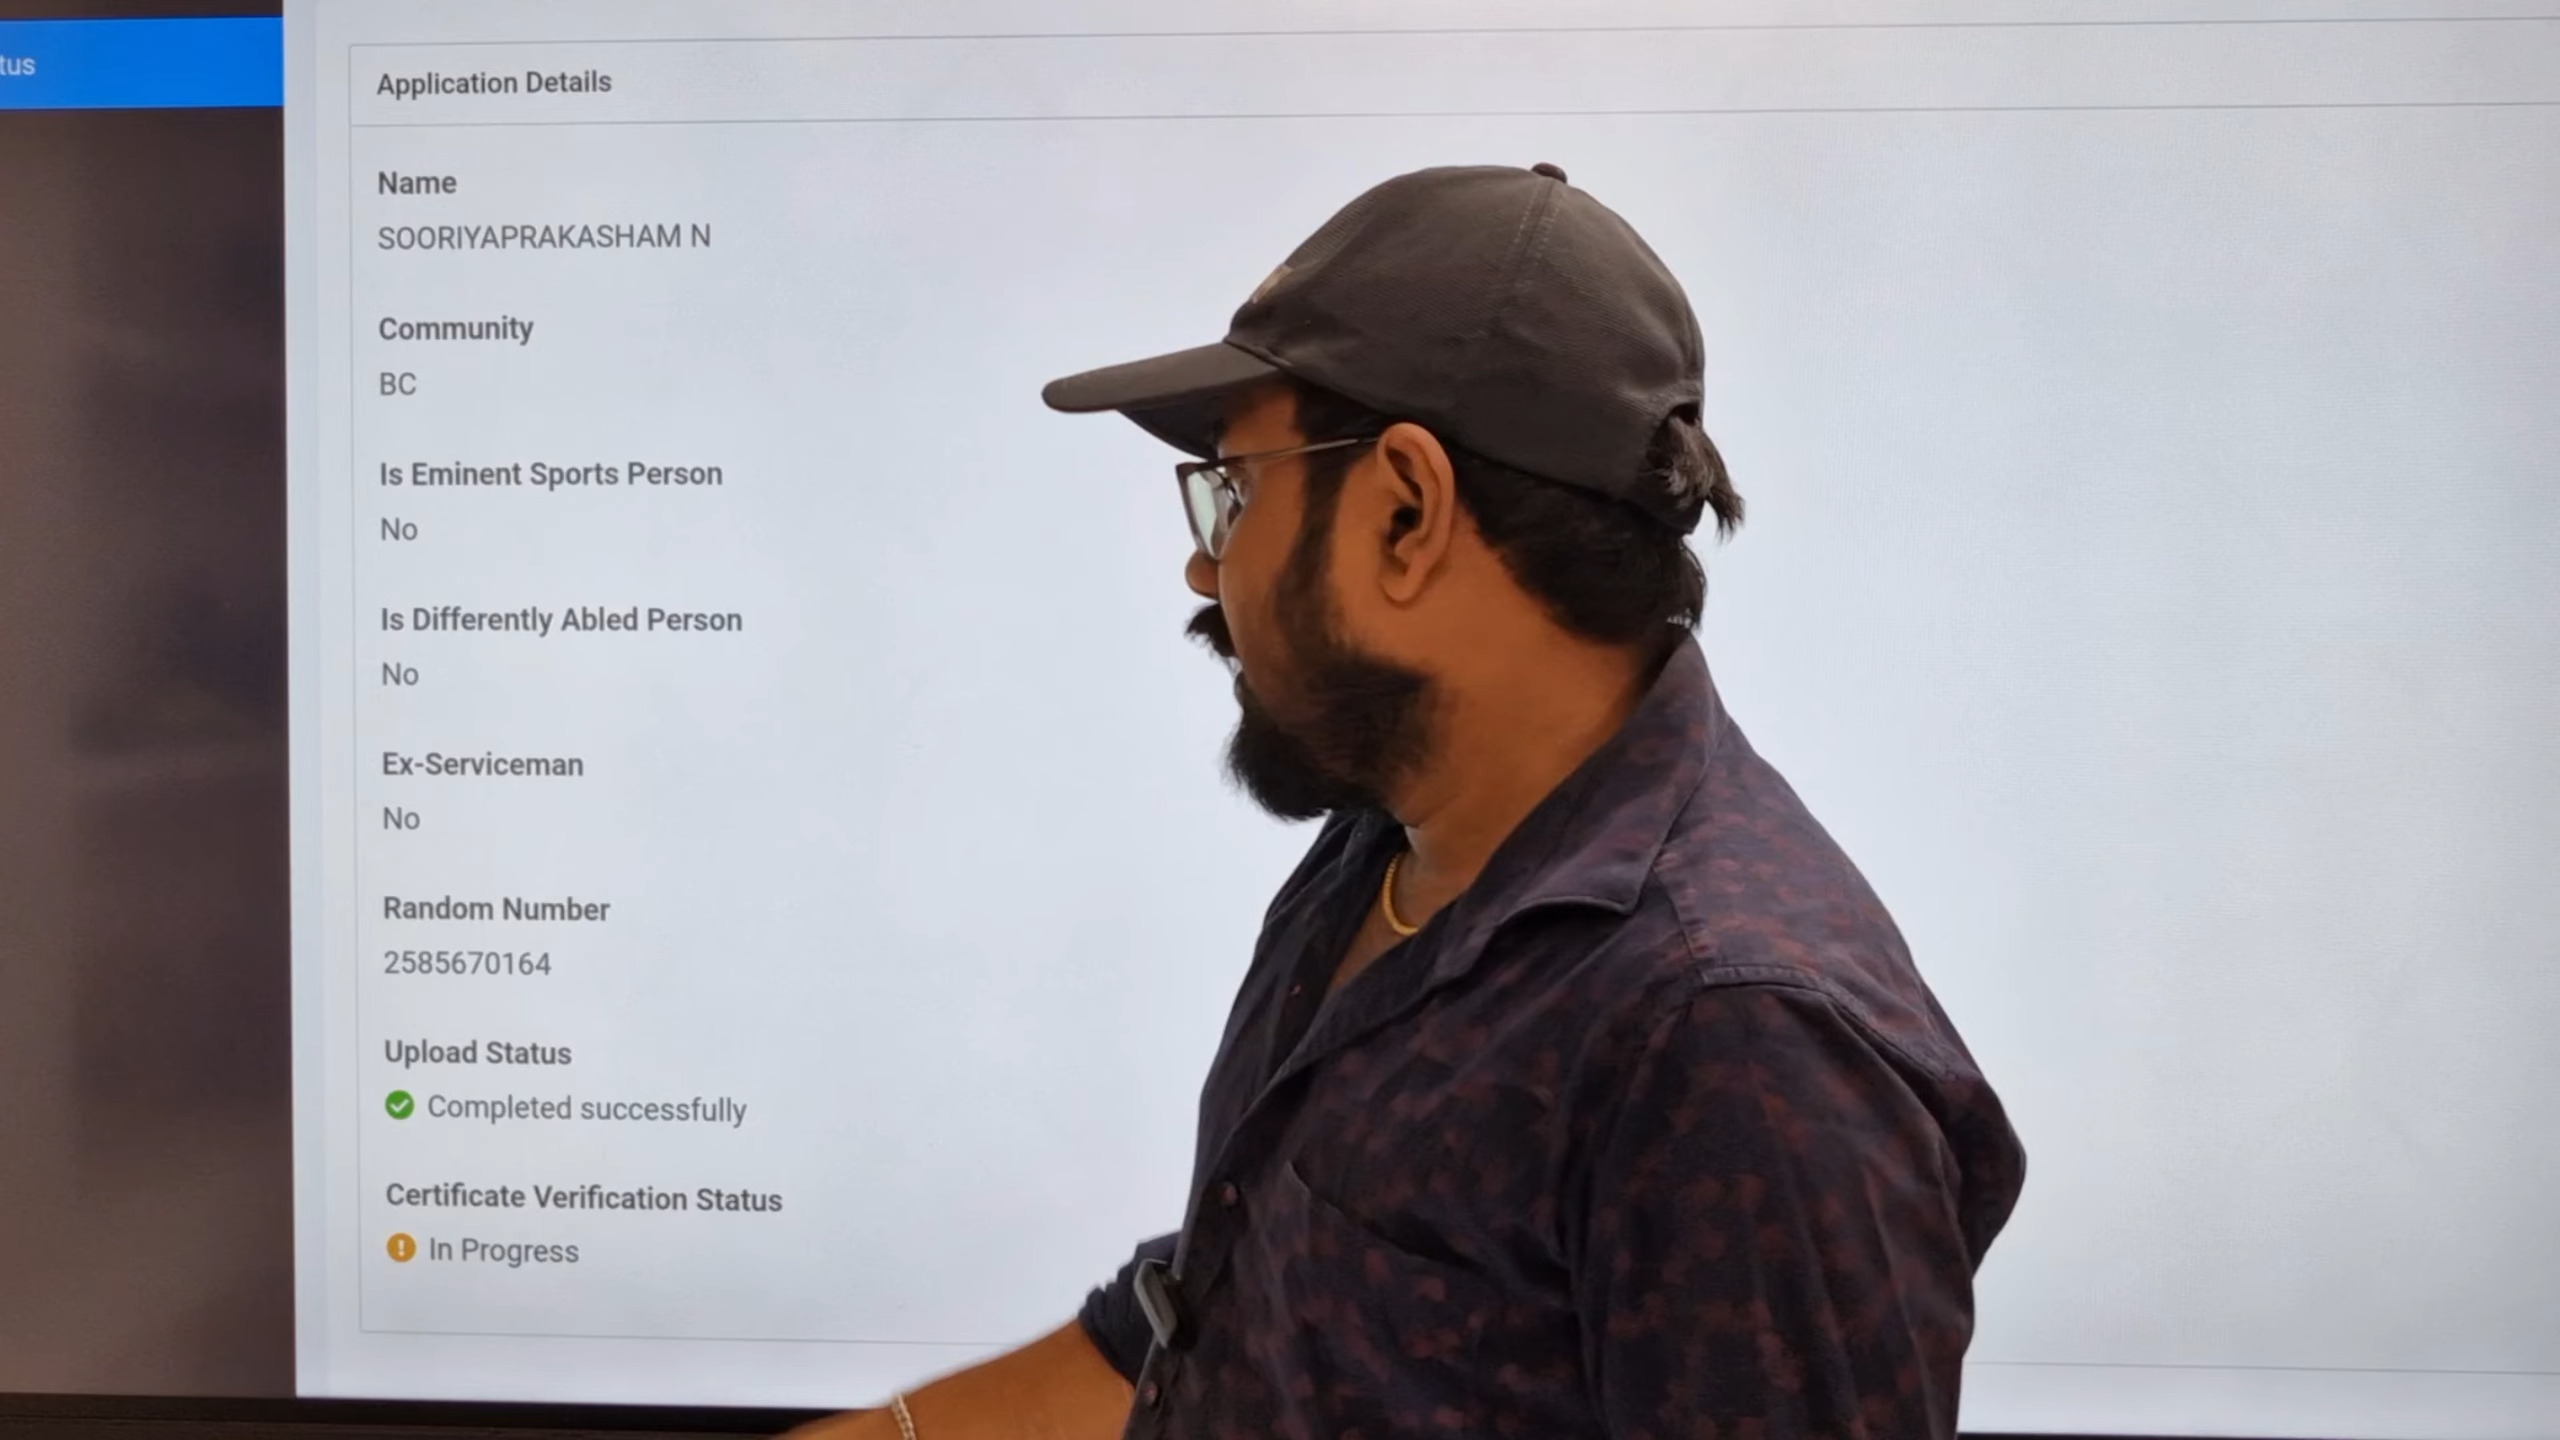 tus
Application Details
Name
SOORIYAPRAKASHAM N
Community
BC
Is Eminent Sports Person
No
Is Differently Abled Person
No
Ex-Serviceman
No
Random Number
2585670164
Upload Status
Completed successfully
Certificate Verification Status
In Progress